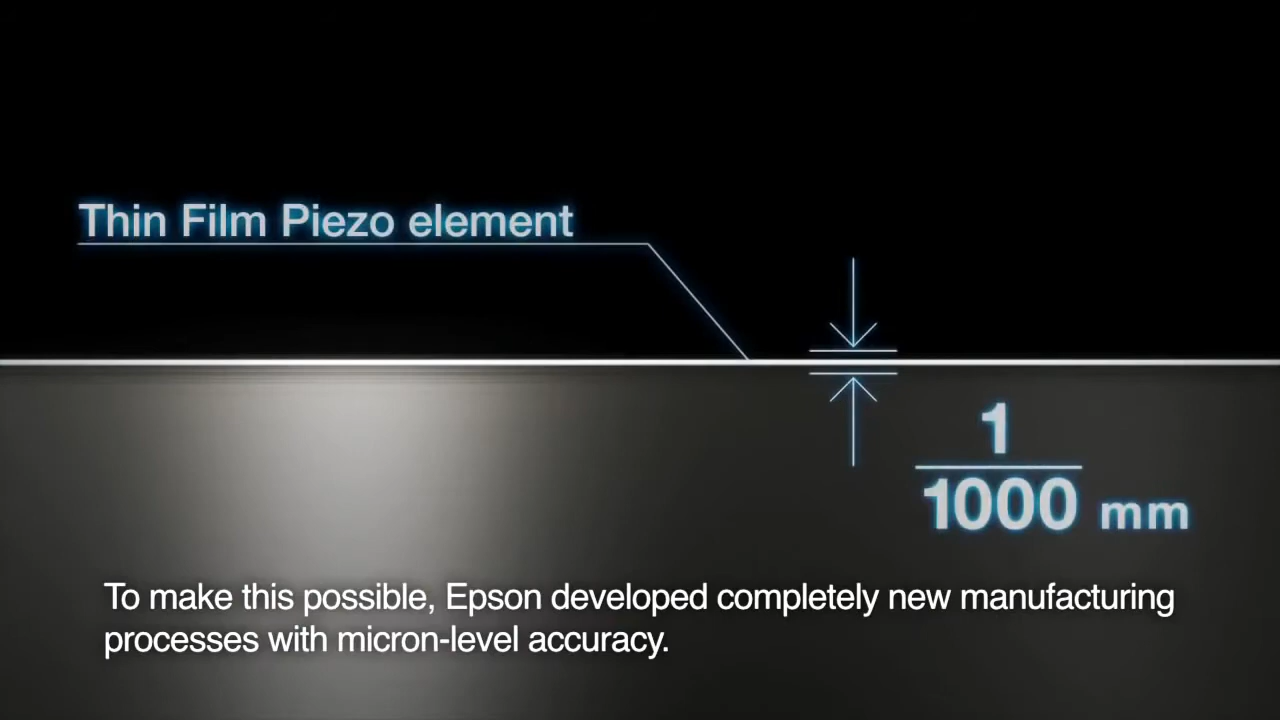 Thin Film Piezo element
1
1000 mm
To make this possible, Epson developed completely new manufacturing
processes with micron-level accuracy.